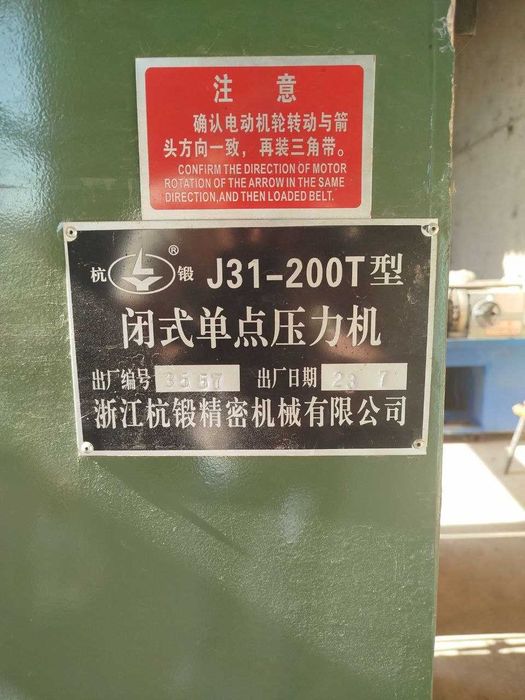 注 意
确认电动机轮转动与箭
头方向一致，再装三角带。
CONFIRM THE DIRECTION OF MOTOR
ROTATION OF THE ARROW IN THE SAME
DIRECTION,AND THEN LOADED BELT.
杭 ® 锻 J31-200T型
闭式单点压力机
出厂编号 3557 出厂日期 23 7
浙江杭锻精密机械有限公司